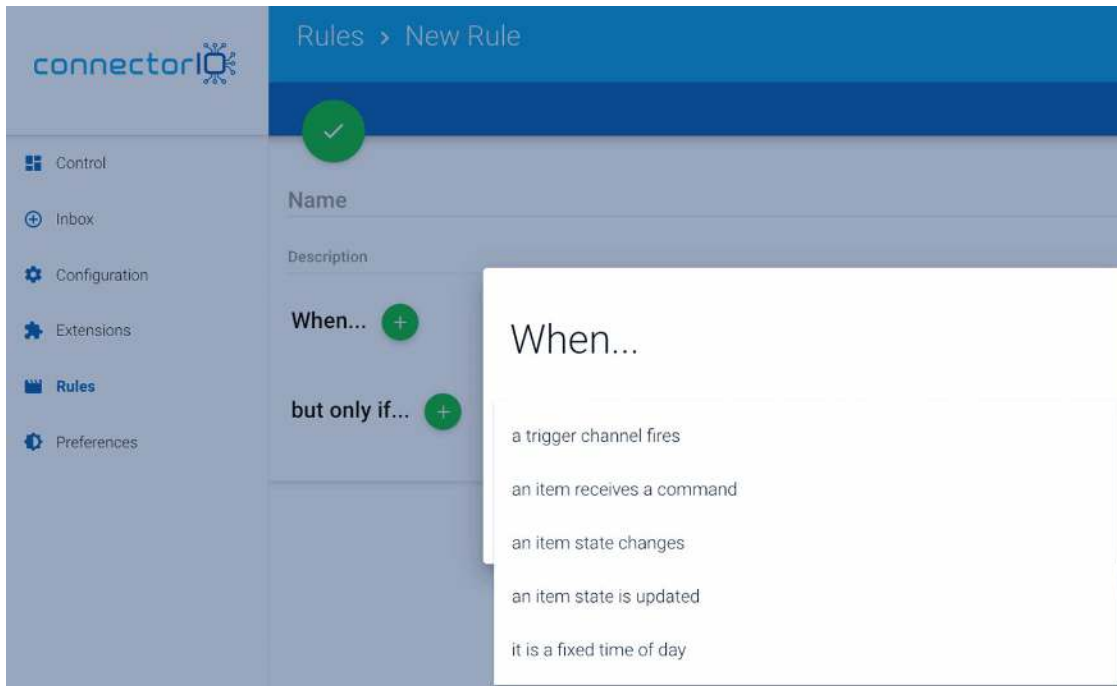 connectorIO
Rules > New Rule
Control
Inbox
Configuration
Extensions
Rules
Preferences
Name
Description
When...
but only if...
When...
a trigger channel fires
an item receives a command
an item state changes
an item state is updated
it is a fixed time of day